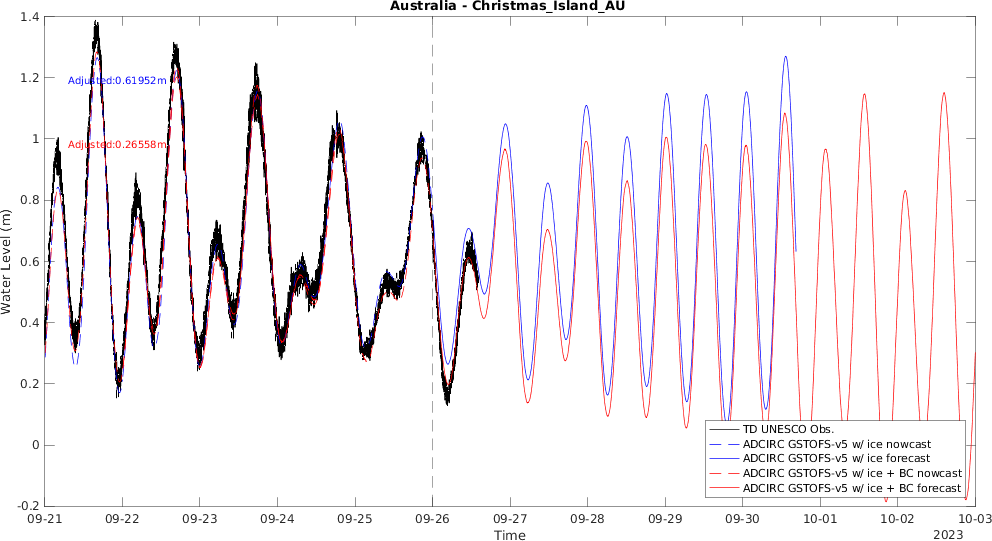 Australia - Christmas_Island_AU
1.4
1.2
1
0.8
0.6
0.4
0.2
0
-0.2
Water Level (m)
Adjusted:0.61952m
Adjusted:0.26558m
TD UNESCO Obs.
ADCIRC GSTOFS-v5 w/ ice nowcast
ADCIRC GSTOFS-v5 w/ ice forecast
ADCIRC GSTOFS-v5 w/ ice + BC nowcast
ADCIRC GSTOFS-v5 w/ ice + BC forecast
09-21 09-22 09-23 09-24 09-25 09-26 09-27 09-28 09-29 09-30 10-01 10-02 10-03
Time
2023